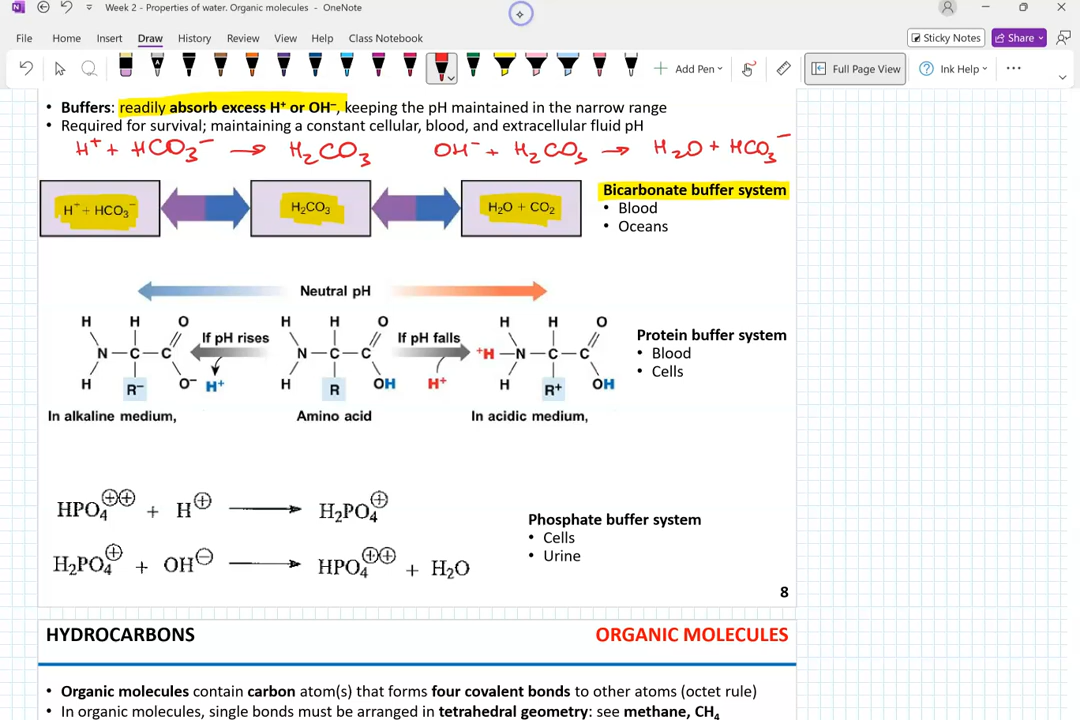 Week 2 - Properties of water. Organic molecules - OneNote
File Home Insert Draw History Review View Help Class Notebook Sticky Notes Share
Add Pen Full Page View Ink Help
• Buffers: readily absorb excess H⁺ or OH⁻, keeping the pH maintained in the narrow range
• Required for survival; maintaining a constant cellular, blood, and extracellular fluid pH
H⁺ + HCO₃⁻ → H₂CO₃ OH⁻ + H₂CO₃ → H₂O + HCO₃⁻
H⁺ + HCO₃⁻ H₂CO₃ H₂O + CO₂
Bicarbonate buffer system
• Blood
• Oceans
Neutral pH
H H O H H O H H O
If pH rises If pH falls
N C C N C C ⁺H N C C
H R⁻ O⁻ H⁺ H R OH H⁺ H R⁺ OH
In alkaline medium, Amino acid In acidic medium,
Protein buffer system
• Blood
• Cells
HPO₄⊕⊕ + H⊕ → H₂PO₄⊕
H₂PO₄⊕ + OH⊖ → HPO₄⊕⊕ + H₂O
Phosphate buffer system
• Cells
• Urine
8
HYDROCARBONS ORGANIC MOLECULES
• Organic molecules contain carbon atom(s) that forms four covalent bonds to other atoms (octet rule)
• In organic molecules, single bonds must be arranged in tetrahedral geometry: see methane, CH₄